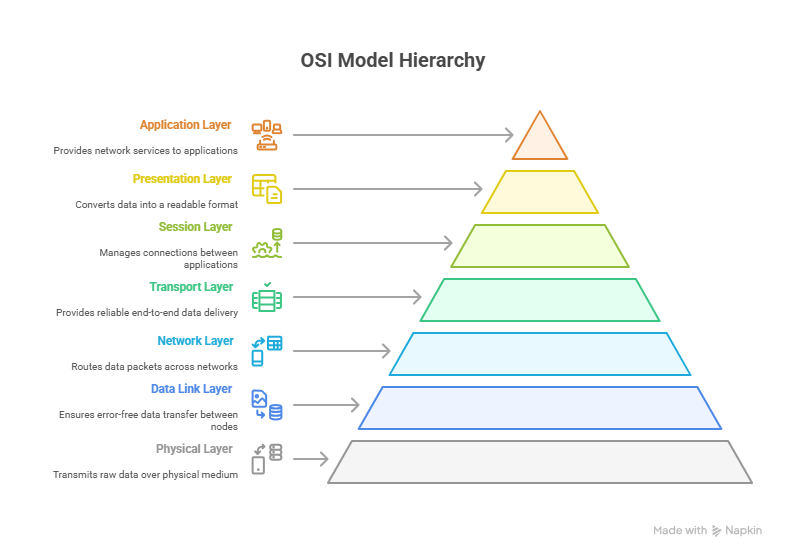 OSI Model Hierarchy
Application Layer
Provides network services to applications
Presentation Layer
Converts data into a readable format
Session Layer
Manages connections between
applications
Transport Layer
Provides reliable end-to-end data delivery
Network Layer
Routes data packets across networks
Data Link Layer
Ensures error-free data transfer between
nodes
Physical Layer
Transmits raw data over physical medium
Made with Napkin